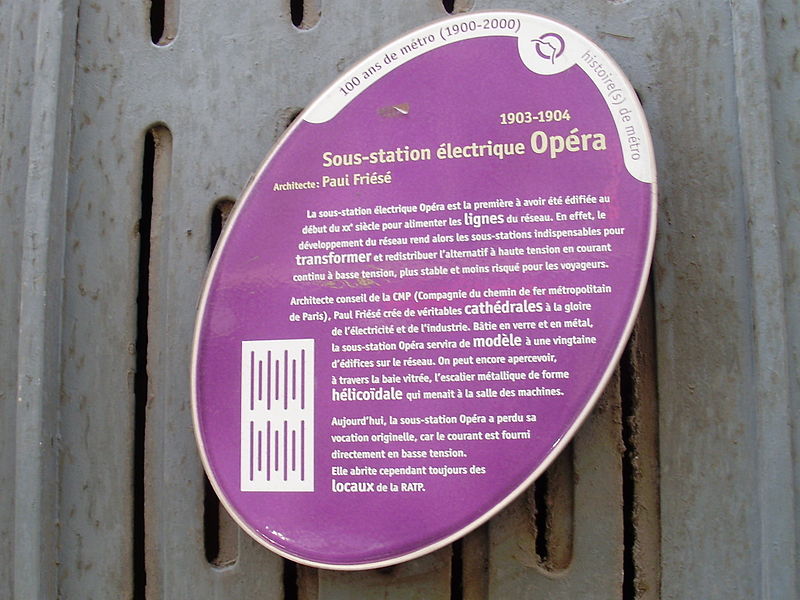 100 ans de métro (1900-2000)
histoire(s) de métro
1903-1904
Sous-station électrique Opéra
Architecte: Paul Friésé
La sous-station électrique Opéra est la première à avoir été édifiée au
début du XXe siècle pour alimenter les lignes du réseau. En effet, le
développement du réseau rend alors les sous-stations indispensables pour
transformer et redistribuer l'alternatif à haute tension en courant
continu à basse tension, plus stable et moins risqué pour les voyageurs.
Architecte conseil de la CMP (Compagnie du chemin de fer métropolitain
de Paris), Paul Friésé crée de véritables cathédrales à la gloire
de l'électricité et de l'industrie. Bâtie en verre et en métal,
la sous-station Opéra servira de modèle à une vingtaine
d'édifices sur le réseau. On peut encore apercevoir,
à travers la baie vitrée, l'escalier métallique de forme
hélicoïdale qui menait à la salle des machines.
Aujourd'hui, la sous-station Opéra a perdu sa
vocation originelle, car le courant est fourni
directement en basse tension.
Elle abrite cependant toujours des
locaux de la RATP.